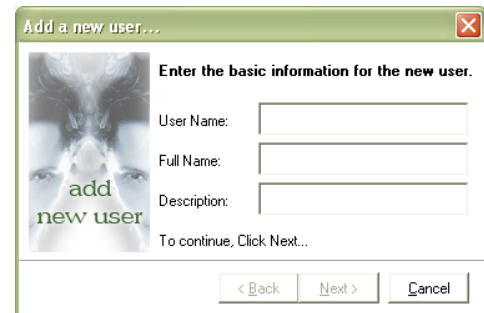 Add a new user...
Enter the basic information for the new user.
User Name:
Full Name:
Description:
add
new user
To continue, Click Next...
< Back
Next >
Cancel